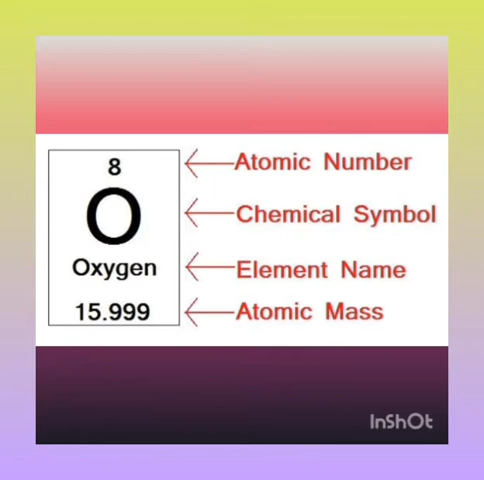 8
Atomic Number
O
Chemical Symbol
Oxygen
Element Name
15.999
Atomic Mass
InShOt